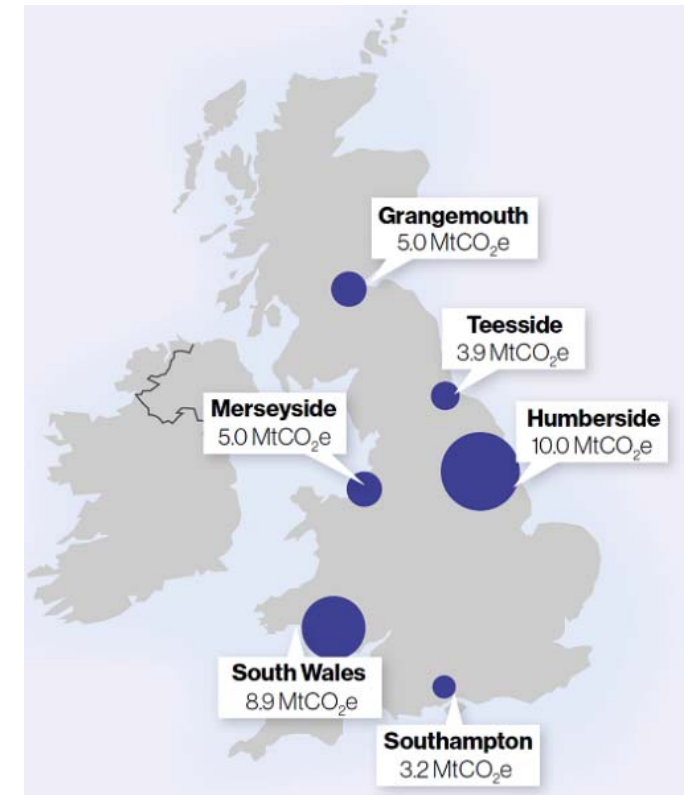 Grangemouth
5.0 MtCO₂e
Teesside
3.9 MtCO₂e
Merseyside
5.0 MtCO₂e
Humberside
10.0 MtCO₂e
South Wales
8.9 MtCO₂e
Southampton
3.2 MtCO₂e